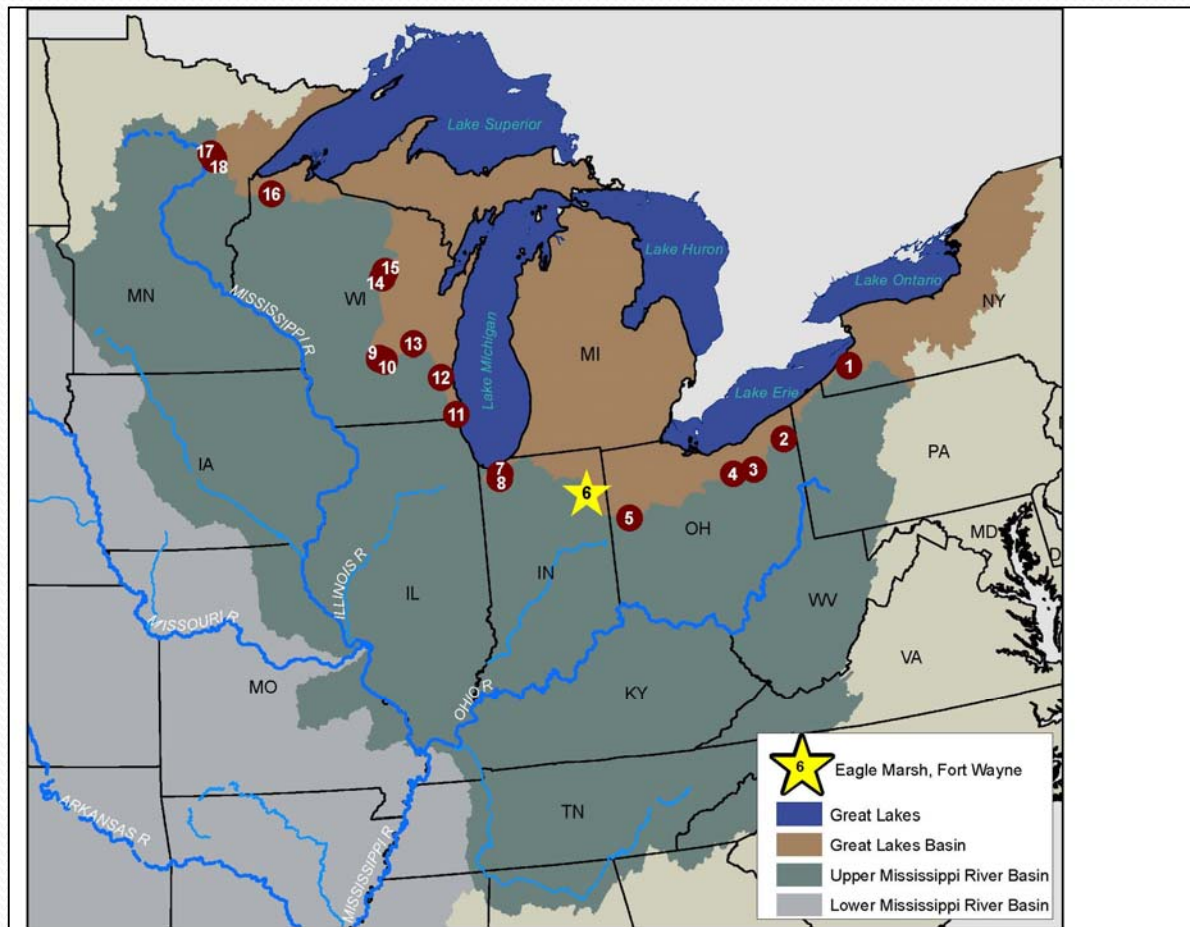 Lake Superior
17
18
16
Lake Huron
15
14
MN
WI
MISSISSIPPI R
Lake Michigan
Lake Ontario
NY
13
9
10
MI
12
1
Lake Erie
11
2
IA
7
8
4
3
PA
6
5
OH
MD
D
ILLINOIS R
IN
IL
WV
MISSOURI R
VA
MO
OHIO R
KY
6
Eagle Marsh, Fort Wayne
ARKANSAS R
TN
Great Lakes
MISSISSIPPI R
Great Lakes Basin
Upper Mississippi River Basin
Lower Mississippi River Basin